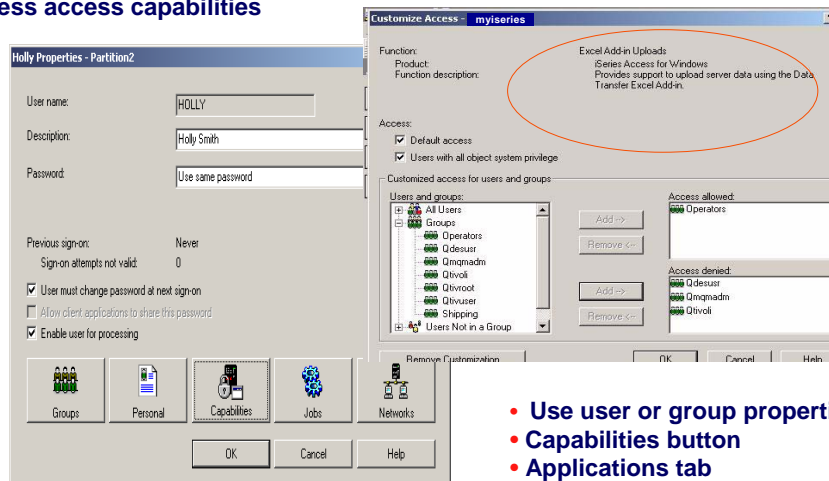 ess access capabilities
Holly Properties - Partition2
User name:
HOLLY
Description:
Holly Smith
Password:
Use same password
Previous sign-on:
Never
Sign-on attempts not valid:
0
User must change password at next sign-on
Allow client applications to share this password
Enable user for processing
Groups
Personal
Capabilities
Jobs
Networks
OK
Cancel
Help
Customize Access - myiseries
Function:
Excel Add-in Uploads
Product:
iSeries Access for Windows
Function description:
Provides support to upload server data using the Data
Transfer Excel Add-in.
Access:
Default access
Users with all object system privilege
Customized access for users and groups
Users and groups:
All Users
Groups
Operators
Qdesusr
Qmqmadm
Qtivoli
Qtivroot
Qtivuser
Shipping
Users Not in a Group
Add -->
Remove <--
Add -->
Remove <--
Access allowed:
Operators
Access denied:
Qdesusr
Qmqmadm
Qtivoli
Remove Customization
OK
Cancel
Help
• Use user or group properti
• Capabilities button
• Applications tab